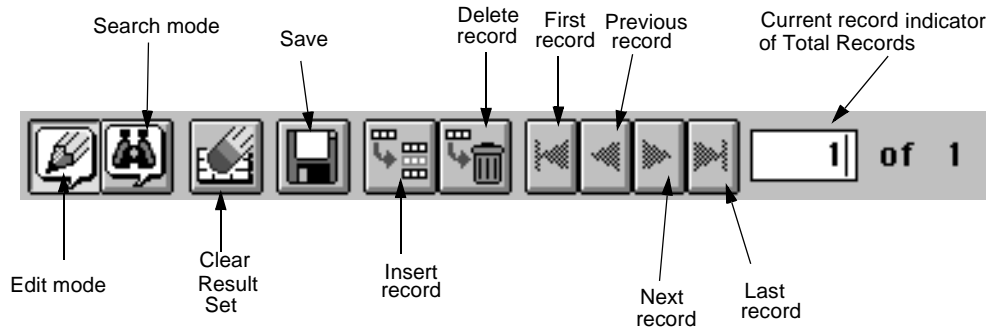 Search mode
Save
Delete
record
First
record
Previous
record
Current record indicator
of Total Records
1 of 1
Edit mode
Clear
Result
Set
Insert
record
Next
record
Last
record